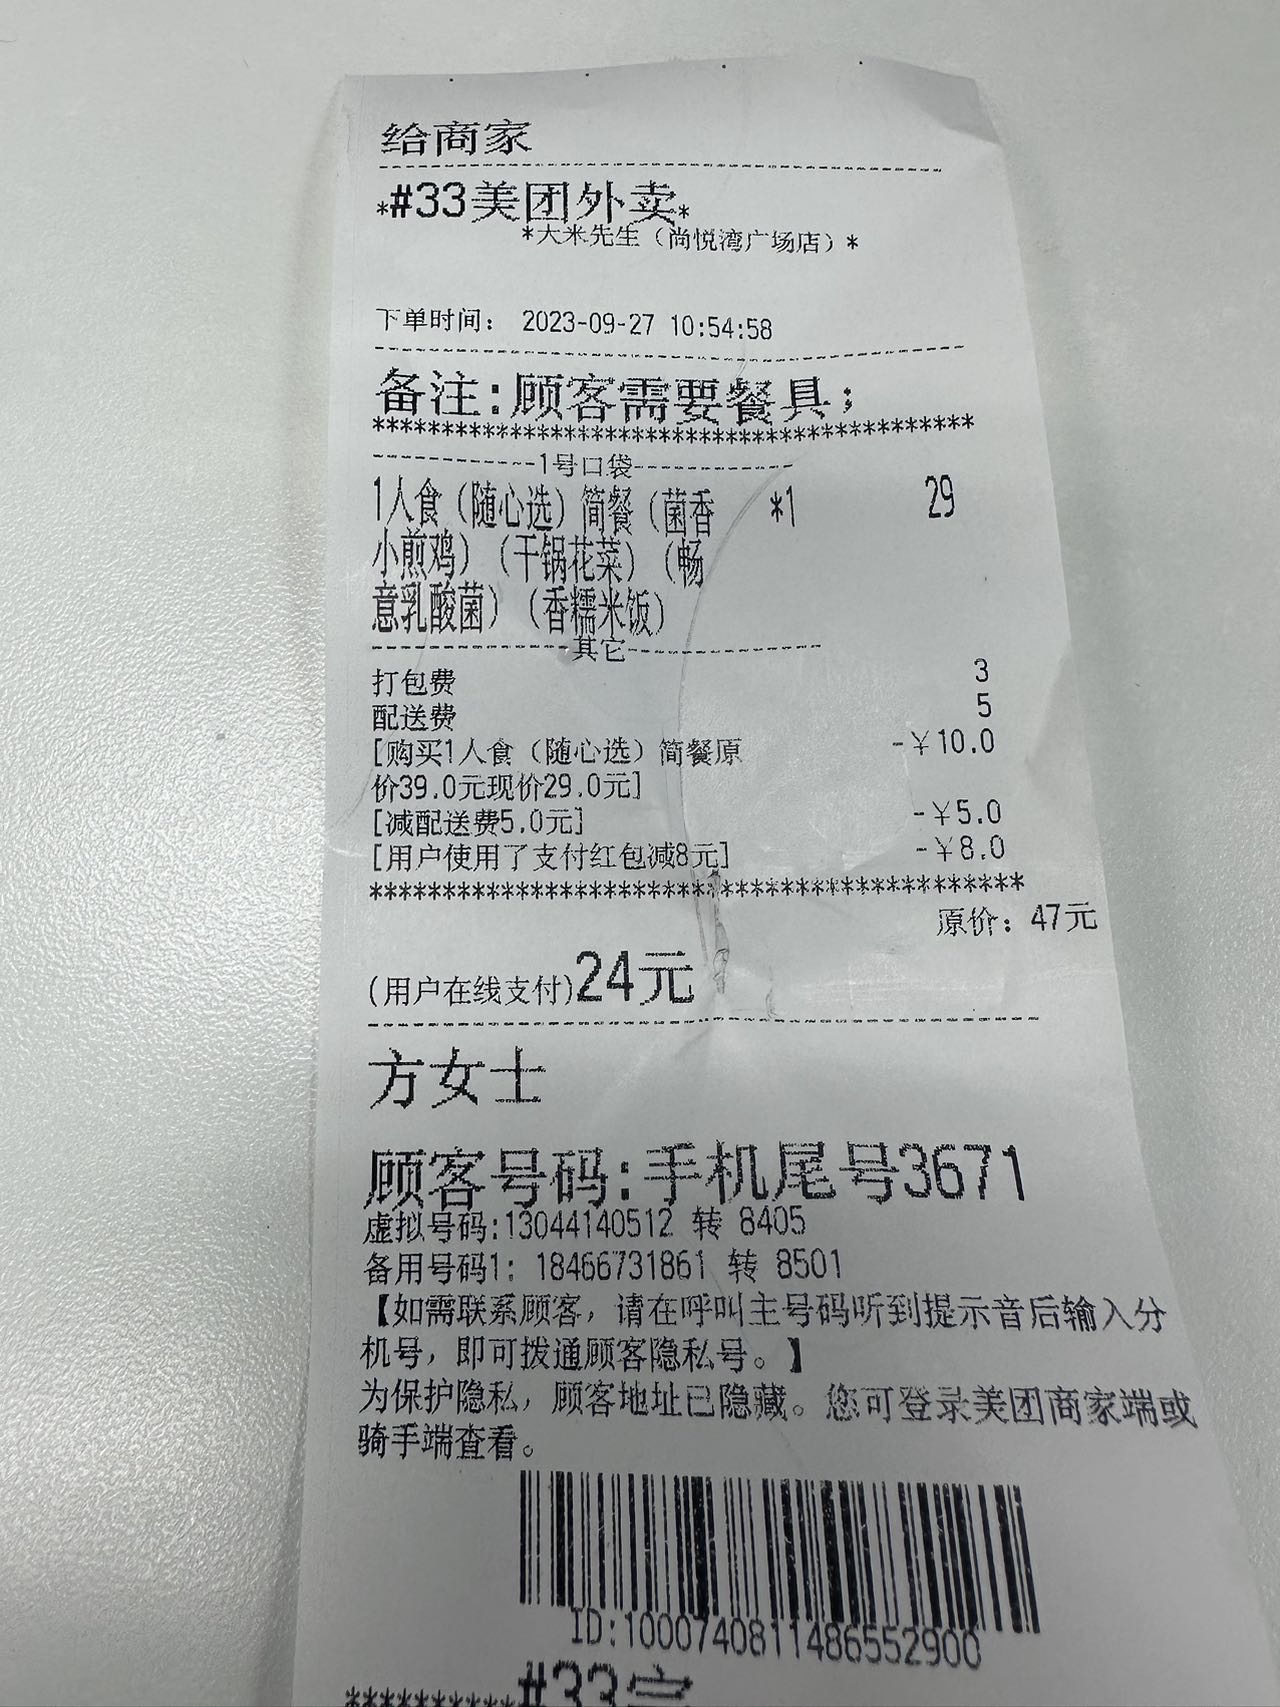 给商家
*#33美团外卖*
*大米先生（尚悦湾广场店）*
下单时间： 2023-09-27 10:54:58
备注:顾客需要餐具;
*******************************************
------------1号口袋------------
1人食（随心选）简餐（菌香 *1 29
小煎鸡）（干锅花菜）（畅
意乳酸菌）（香糯米饭）
---------------其它---------------
打包费 3
配送费 5
[购买1人食（随心选）简餐原 -￥10.0
价39.0元现价29.0元]
[减配送费5.0元] -￥5.0
[用户使用了支付红包减8元] -￥8.0
*******************************************
原价：47元
(用户在线支付)24元
方女士
顾客号码:手机尾号3671
虚拟号码:13044140512 转 8405
备用号码1: 18466731861 转 8501
【如需联系顾客，请在呼叫主号码听到提示音后输入分
机号，即可拨通顾客隐私号。】
为保护隐私，顾客地址已隐藏。您可登录美团商家端或
骑手端查看。
ID:1000740811486552900
**********#33完